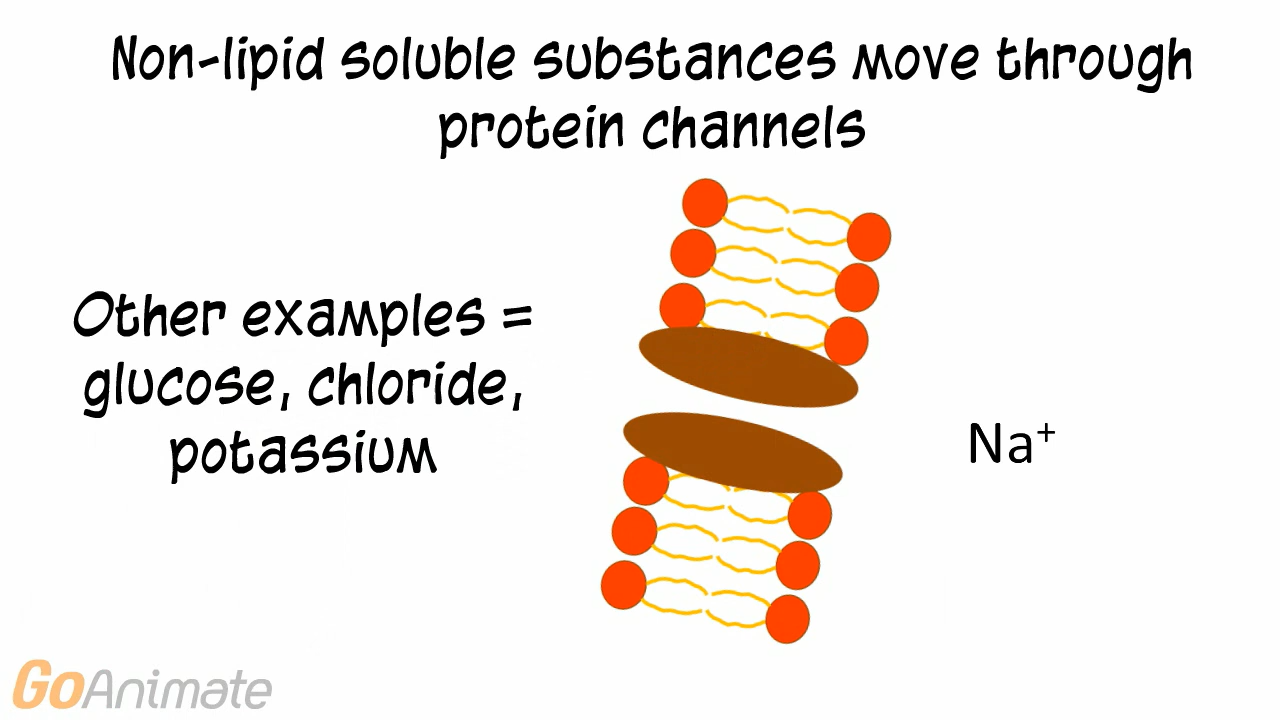 Non-lipid soluble substances move through
protein channels
Other examples =
glucose, chloride,
potassium
Na⁺
GoAnimate